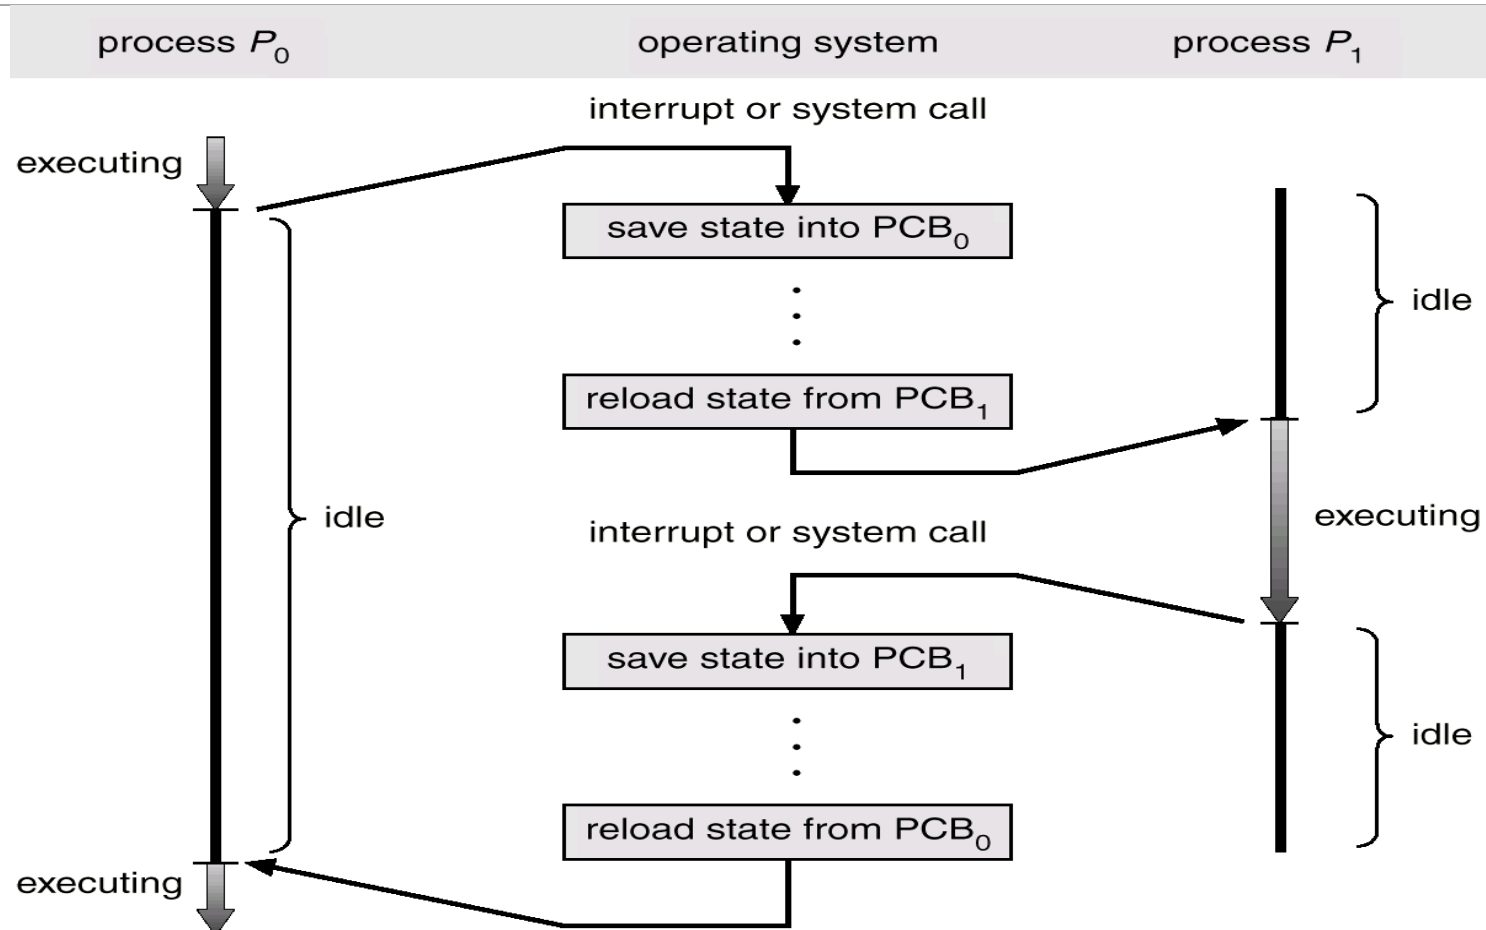 process P0
operating system
process P1
interrupt or system call
executing
save state into PCB0
idle
reload state from PCB1
idle
executing
interrupt or system call
save state into PCB1
idle
reload state from PCB0
executing